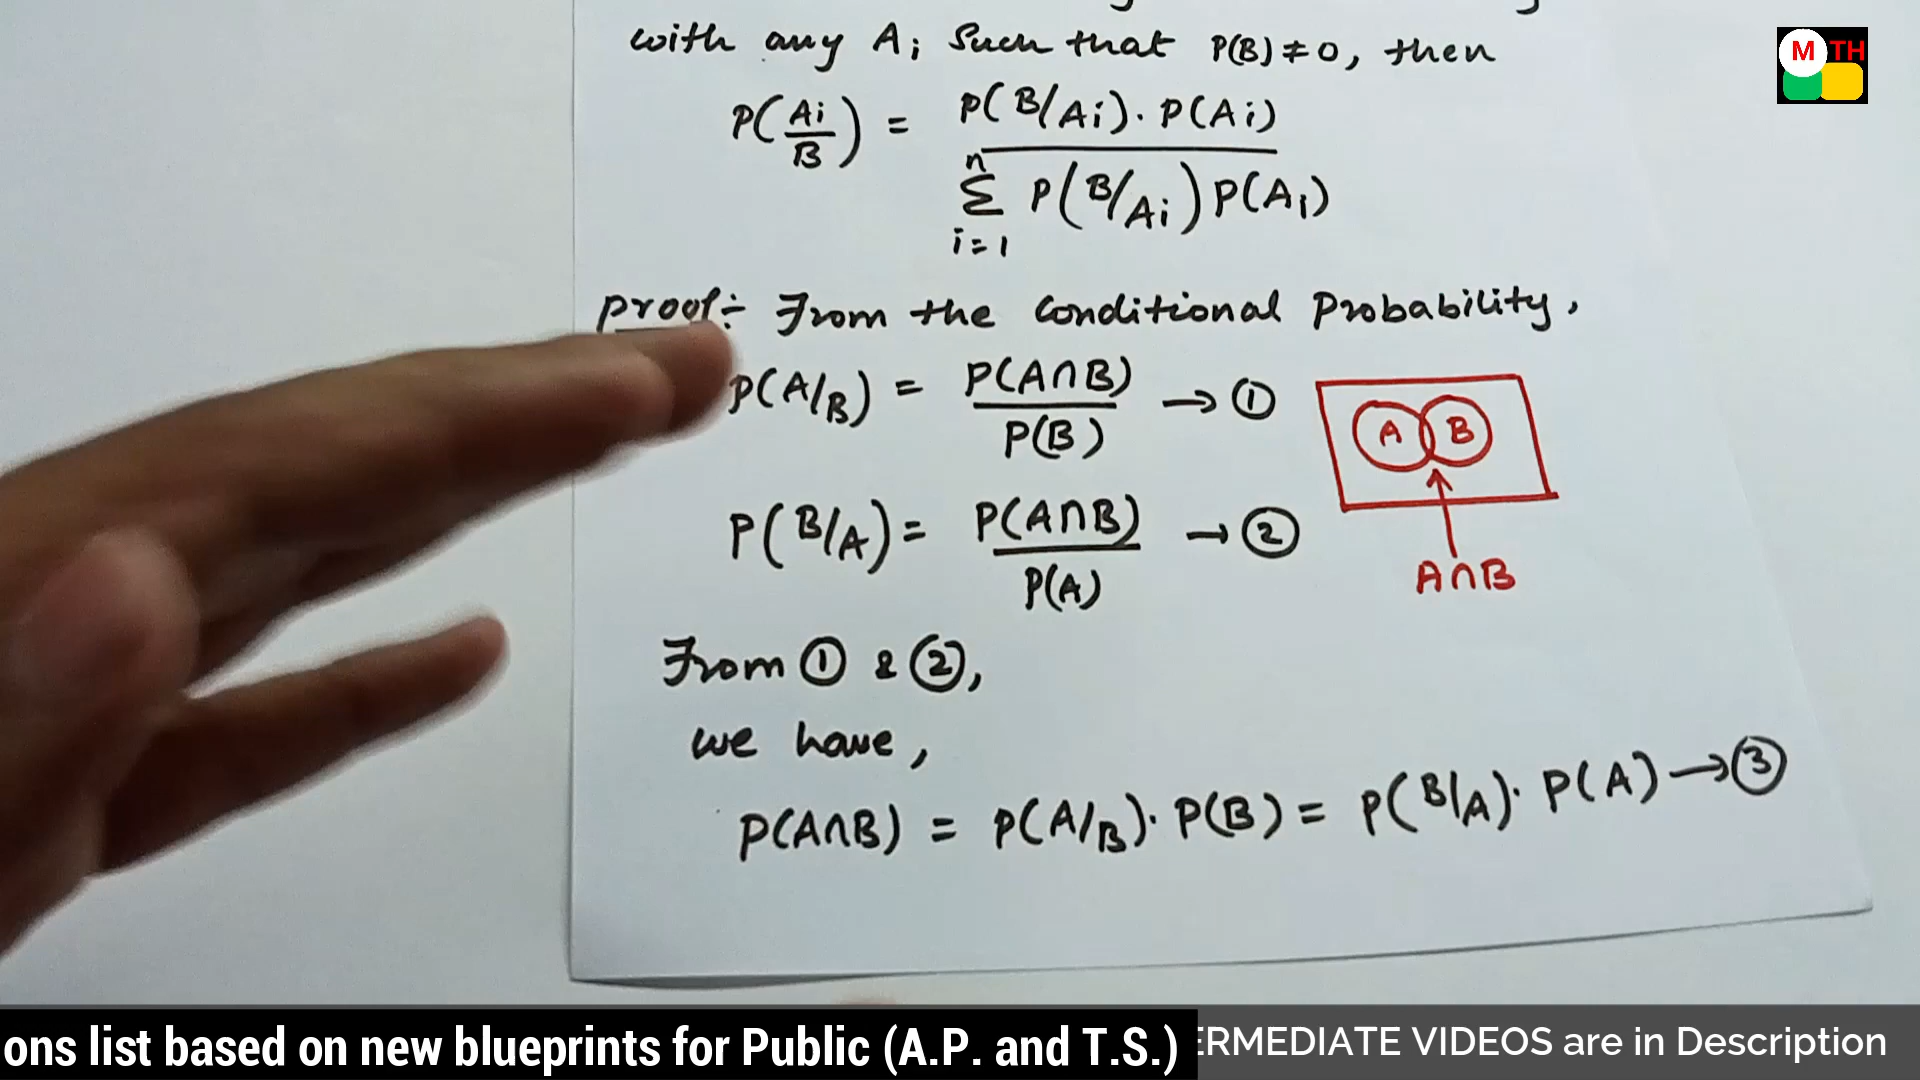 with any Ai Such that P(B) ≠ 0, then
P(Ai/B) = P(B/Ai). P(Ai)
n
Σ P(B/Ai) P(Ai)
i = 1
Proof:- From the Conditional Probability,
P(A/B) = P(A∩B) / P(B) → ①
P(B/A) = P(A∩B) / P(A) → ②
A B
A∩B
From ① & ②,
we have,
P(A∩B) = P(A/B). P(B) = P(B/A). P(A) → ③
M TH
ons list based on new blueprints for Public (A.P. and T.S.)
ERMEDIATE VIDEOS are in Description